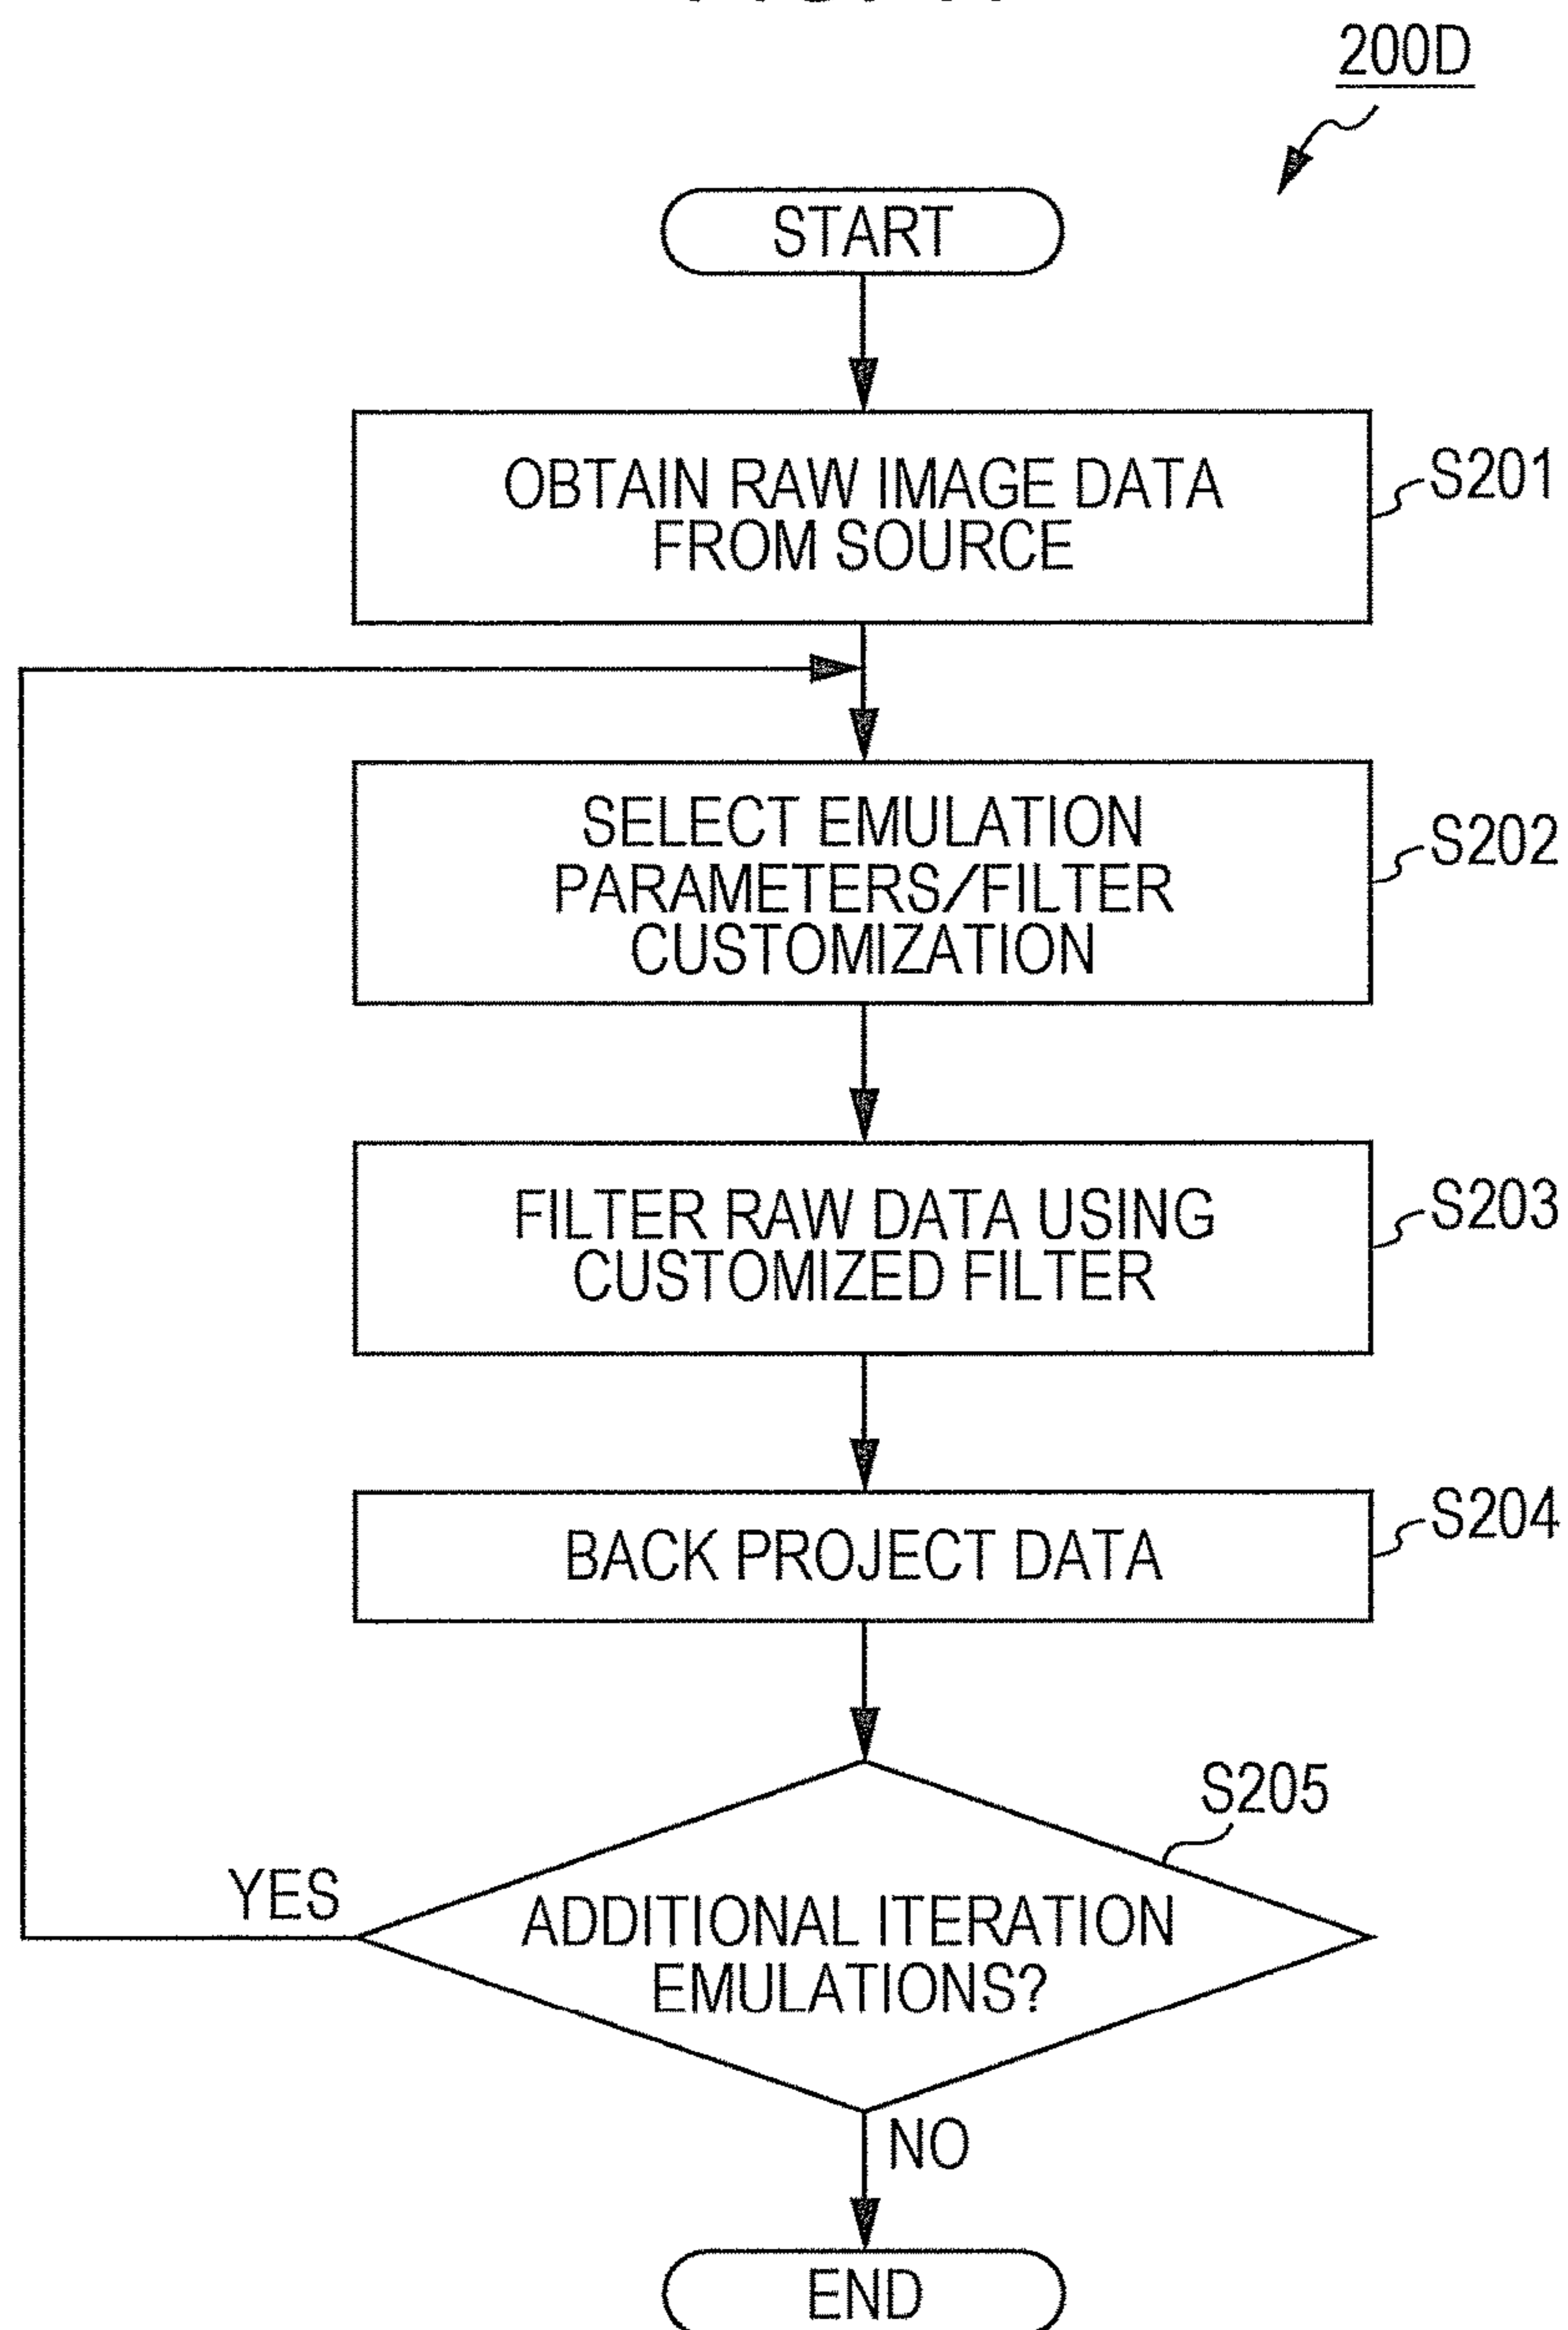 200D
START
OBTAIN RAW IMAGE DATA
FROM SOURCE
S201
SELECT EMULATION
PARAMETERS/FILTER
CUSTOMIZATION
S202
FILTER RAW DATA USING
CUSTOMIZED FILTER
S203
BACK PROJECT DATA
S204
S205
YES
ADDITIONAL ITERATION
EMULATIONS?
NO
END